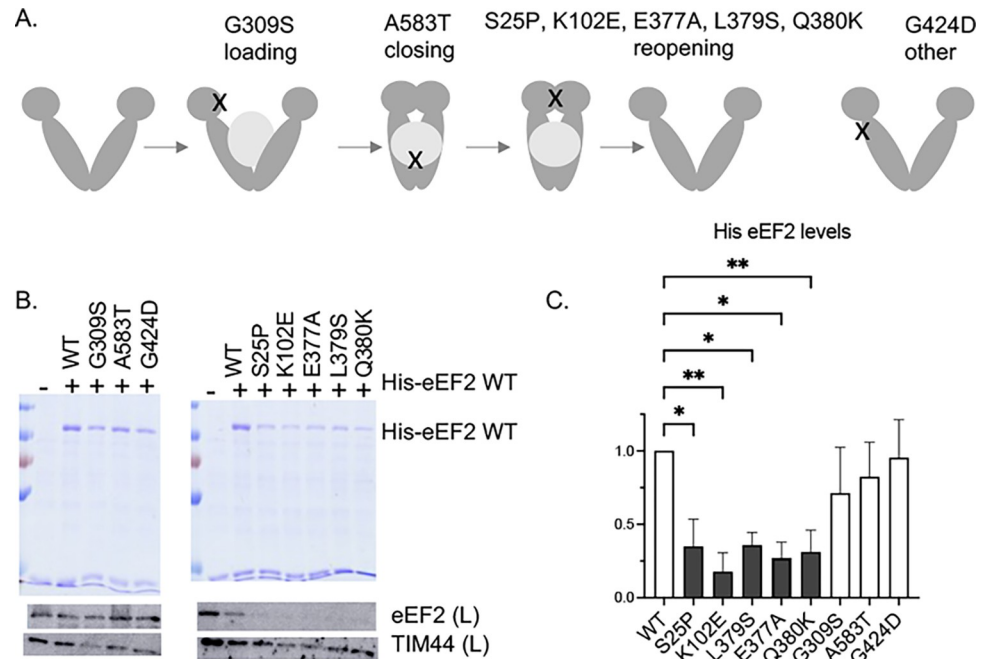 A.
G309S
loading
A583T
closing
S25P, K102E, E377A, L379S, Q380K
reopening
G424D
other
X
X
X
X
B.
WT
G309S
A583T
G424D
- + + + +
WT
S25P
K102E
E377A
L379S
Q380K
- + + + + + +
His-eEF2 WT
His-eEF2 WT
eEF2 (L)
TIM44 (L)
C.
His eEF2 levels
**
*
*
**
*
1.0
0.5
0.0
WT
S25P
K102E
L379S
E377A
Q380K
G309S
A583T
G424D